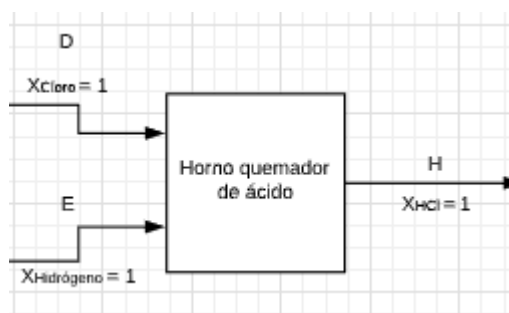 D
XCloro = 1
Horno quemador
de ácido
H
XHCl = 1
E
XHidrógeno = 1